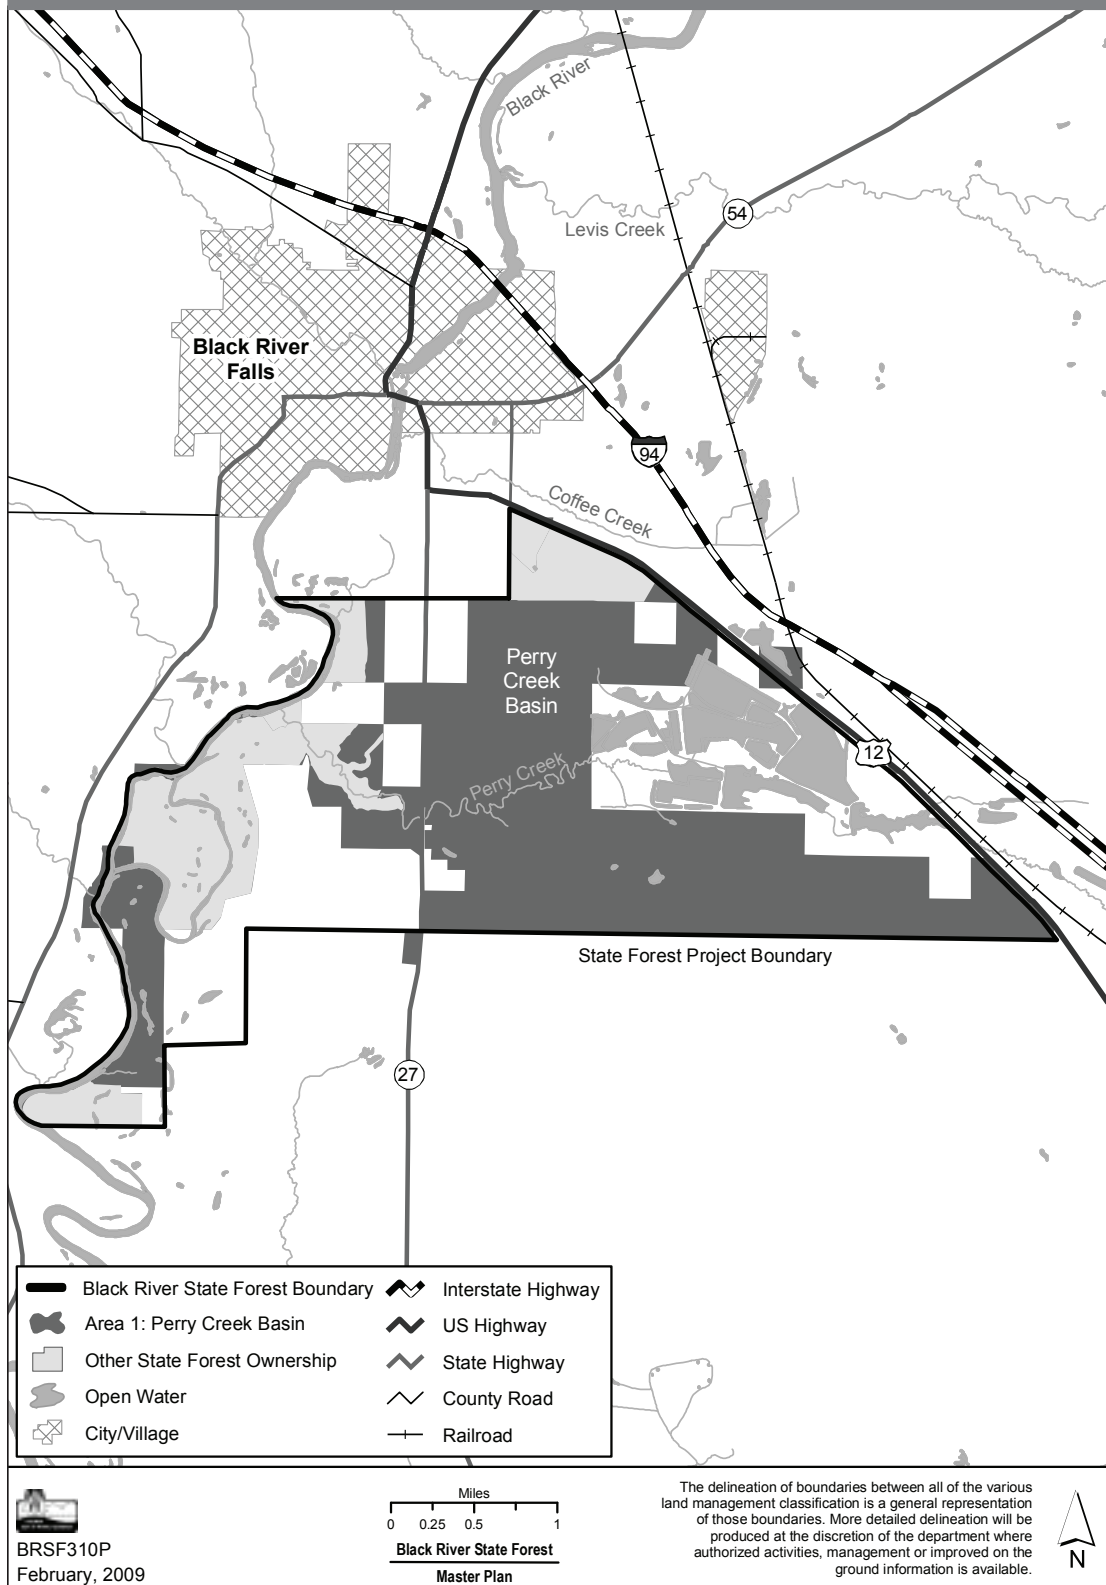 Black River
Levis Creek
54
Black River
Falls
94
Coffee Creek
Perry
Creek
Basin
12
Perry Creek
State Forest Project Boundary
27
Black River State Forest Boundary
Area 1: Perry Creek Basin
Other State Forest Ownership
Open Water
City/Village
Interstate Highway
US Highway
State Highway
County Road
Railroad
BRSF310P
February, 2009
Miles
0 0.25 0.5 1
Black River State Forest
Master Plan
The delineation of boundaries between all of the various
land management classification is a general representation
of those boundaries. More detailed delineation will be
produced at the discretion of the department where
authorized activities, management or improved on the
ground information is available.
N